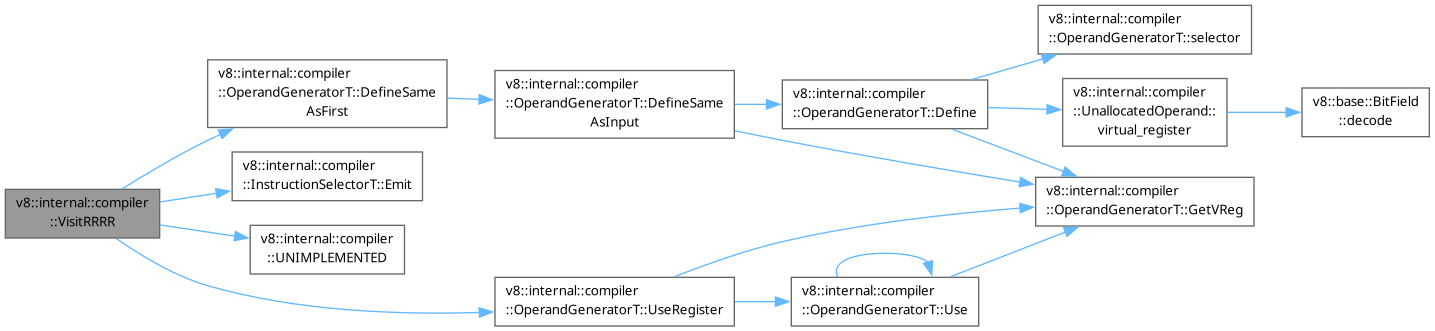 v8::internal::compiler
::VisitRRRR
v8::internal::compiler
::OperandGeneratorT::DefineSame
AsFirst
v8::internal::compiler
::InstructionSelectorT::Emit
v8::internal::compiler
::UNIMPLEMENTED
v8::internal::compiler
::OperandGeneratorT::DefineSame
AsInput
v8::internal::compiler
::OperandGeneratorT::UseRegister
v8::internal::compiler
::OperandGeneratorT::Define
v8::internal::compiler
::OperandGeneratorT::Use
v8::internal::compiler
::OperandGeneratorT::selector
v8::internal::compiler
::UnallocatedOperand::
virtual_register
v8::internal::compiler
::OperandGeneratorT::GetVReg
v8::base::BitField
::decode